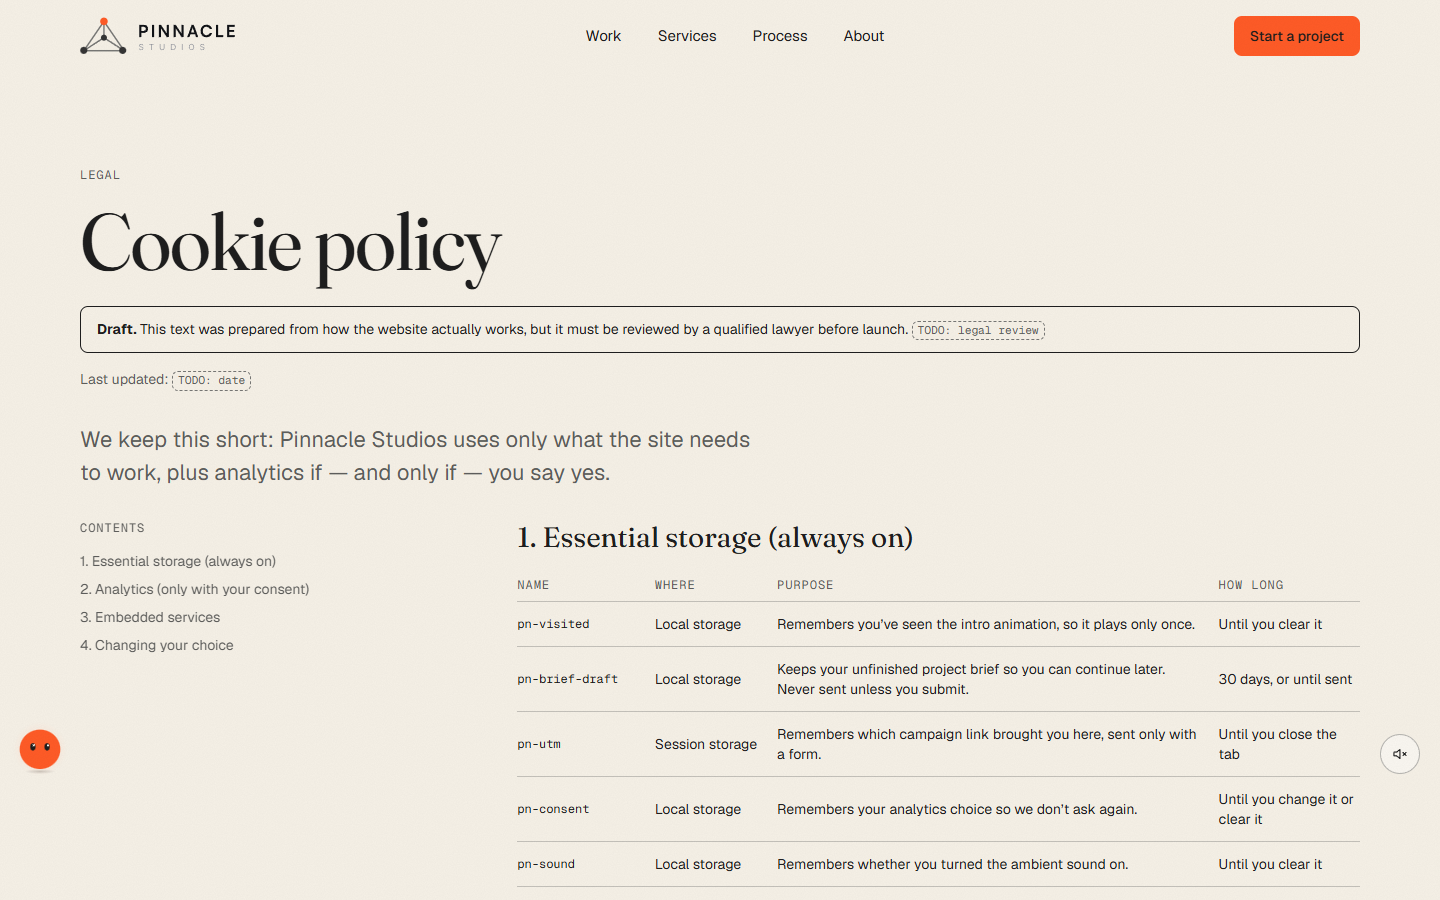 PINNACLE
STUDIOS
Work Services Process About
Start a project
LEGAL
Cookie policy
Draft. This text was prepared from how the website actually works, but it must be reviewed by a qualified lawyer before launch. TODO: legal review
Last updated: TODO: date
We keep this short: Pinnacle Studios uses only what the site needs
to work, plus analytics if — and only if — you say yes.
CONTENTS
1. Essential storage (always on)
2. Analytics (only with your consent)
3. Embedded services
4. Changing your choice
1. Essential storage (always on)
NAME WHERE PURPOSE HOW LONG
pn-visited Local storage Remembers you’ve seen the intro animation, so it plays only once. Until you clear it
pn-brief-draft Local storage Keeps your unfinished project brief so you can continue later.
Never sent unless you submit. 30 days, or until sent
pn-utm Session storage Remembers which campaign link brought you here, sent only with
a form. Until you close the
tab
pn-consent Local storage Remembers your analytics choice so we don’t ask again. Until you change it or
clear it
pn-sound Local storage Remembers whether you turned the ambient sound on. Until you clear it